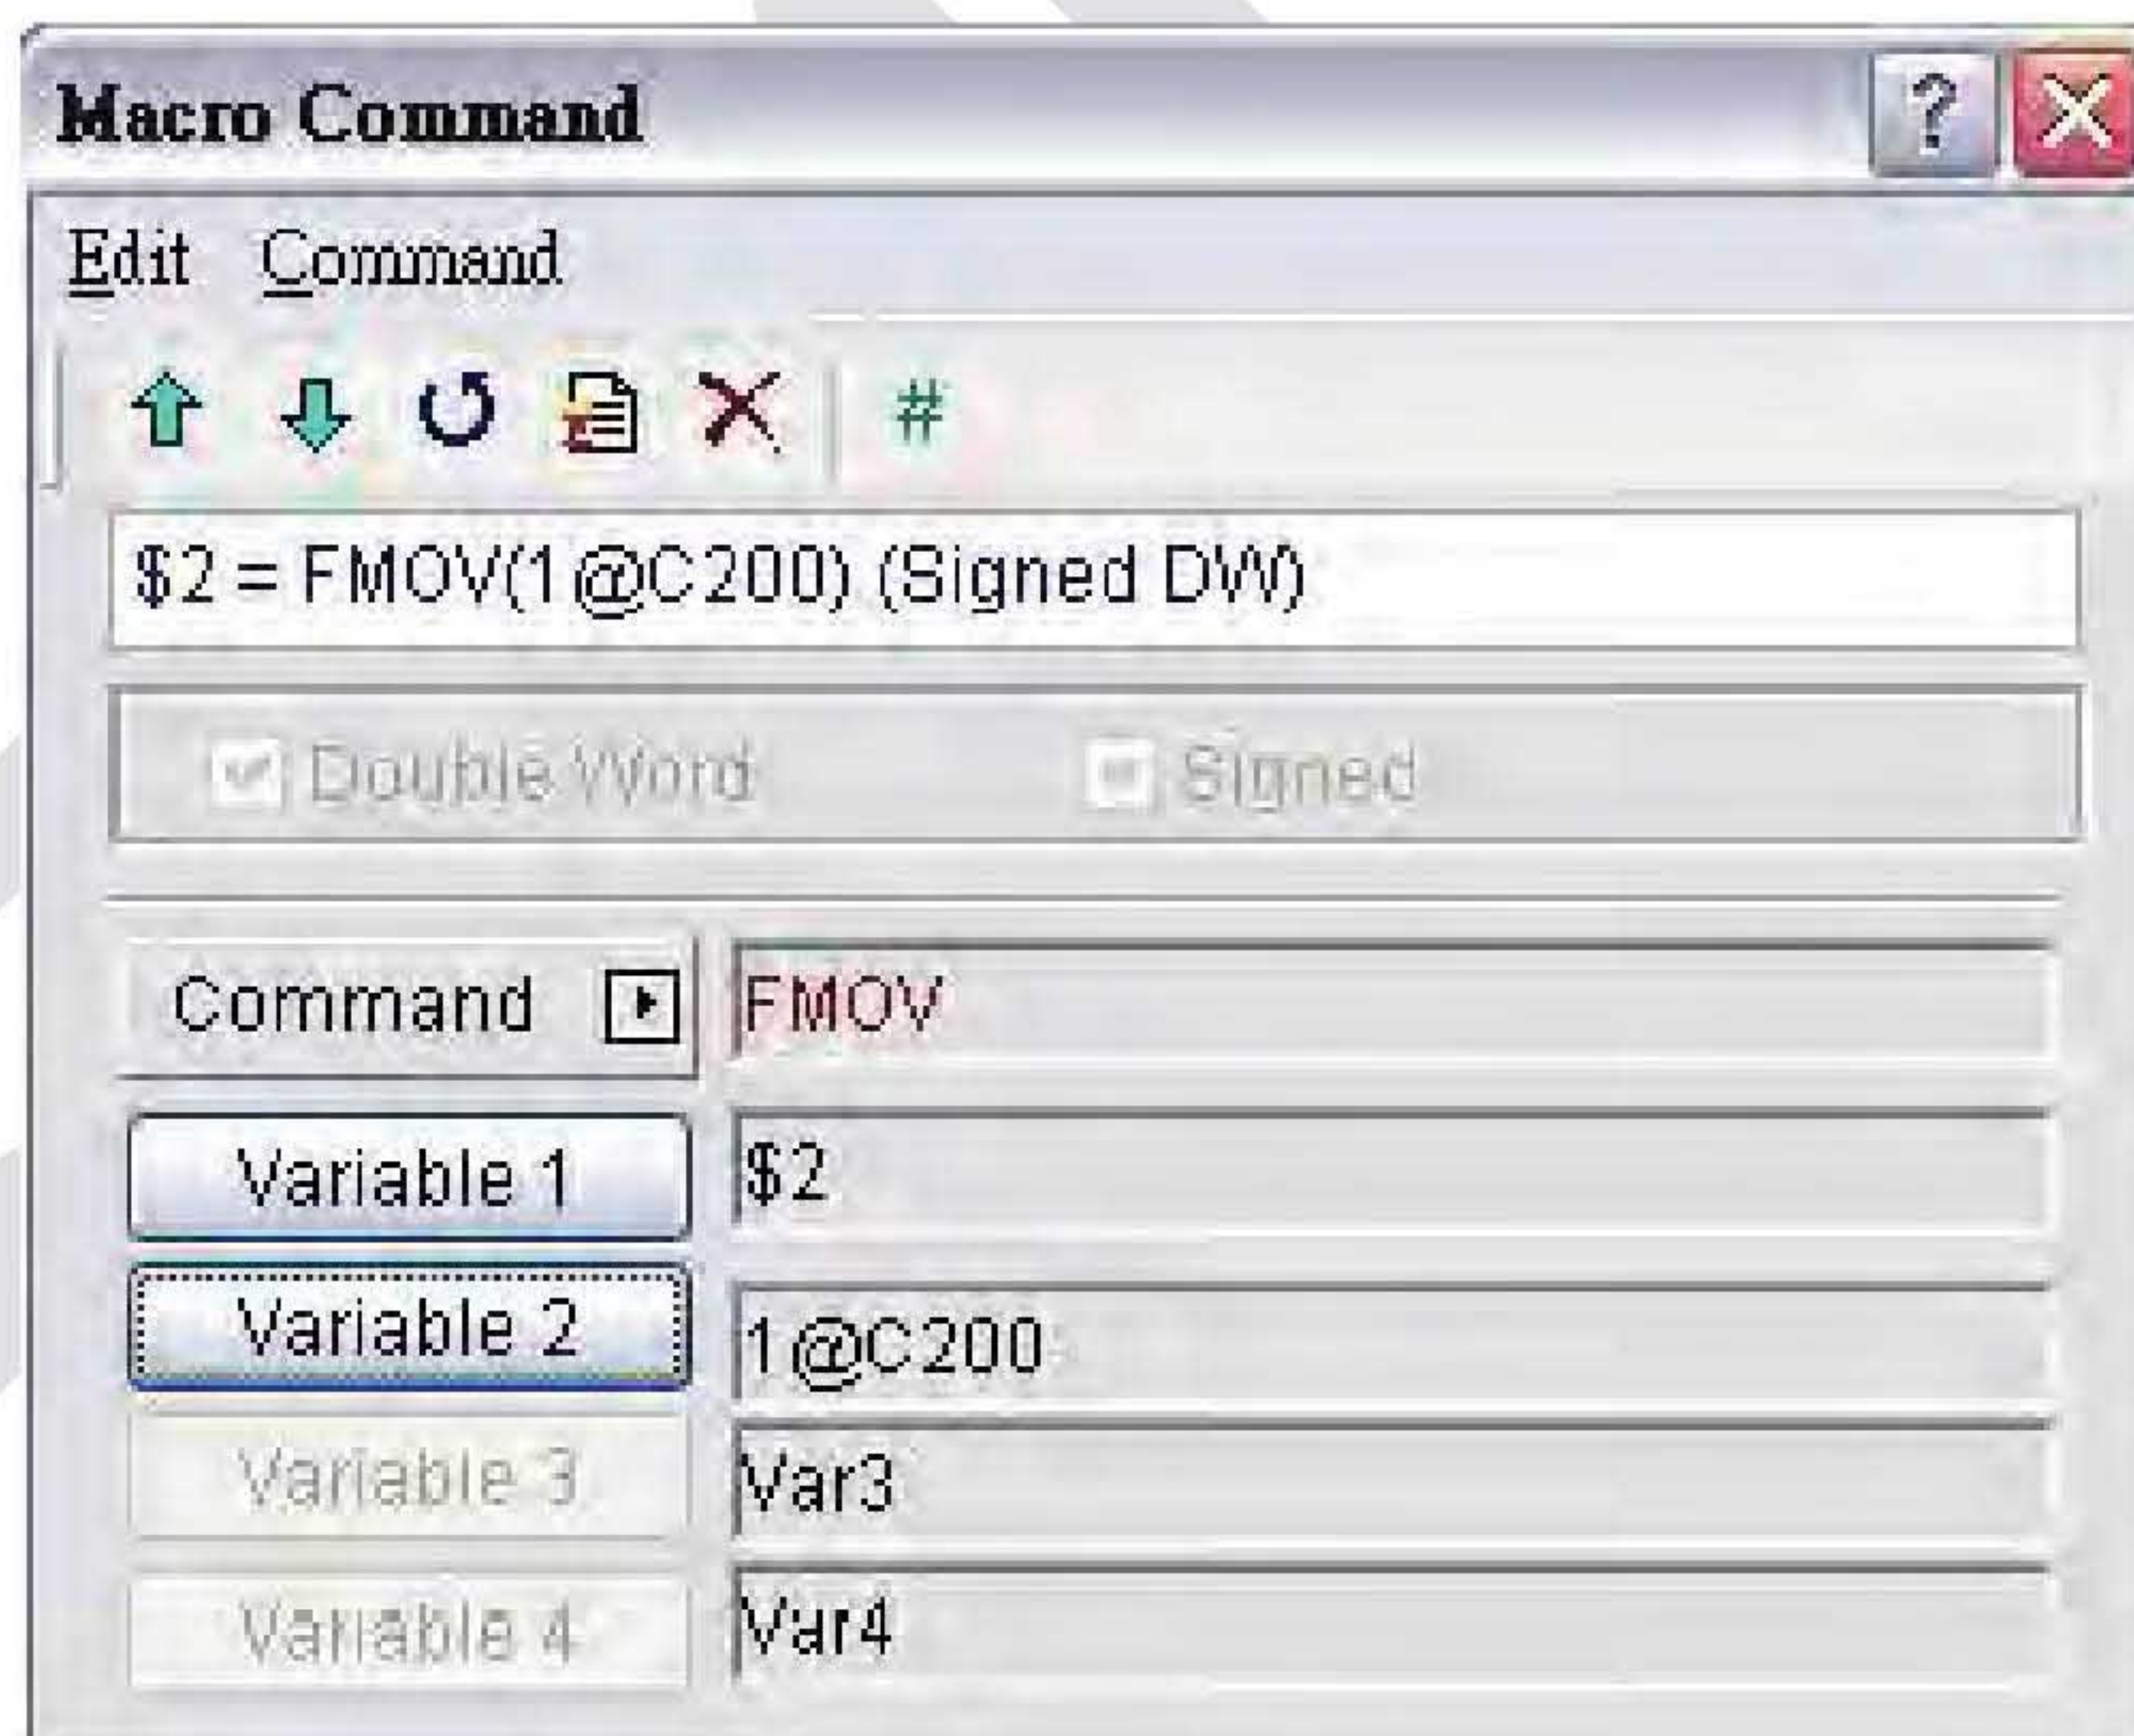 Macro Command
Edit Command
#
$2 = FMOV(1@C200) (Signed DW)
Double Word Signed
Command FMOV
Variable 1 $2
Variable 2 1@C200
Variable 3 Var3
Variable 4 Var4